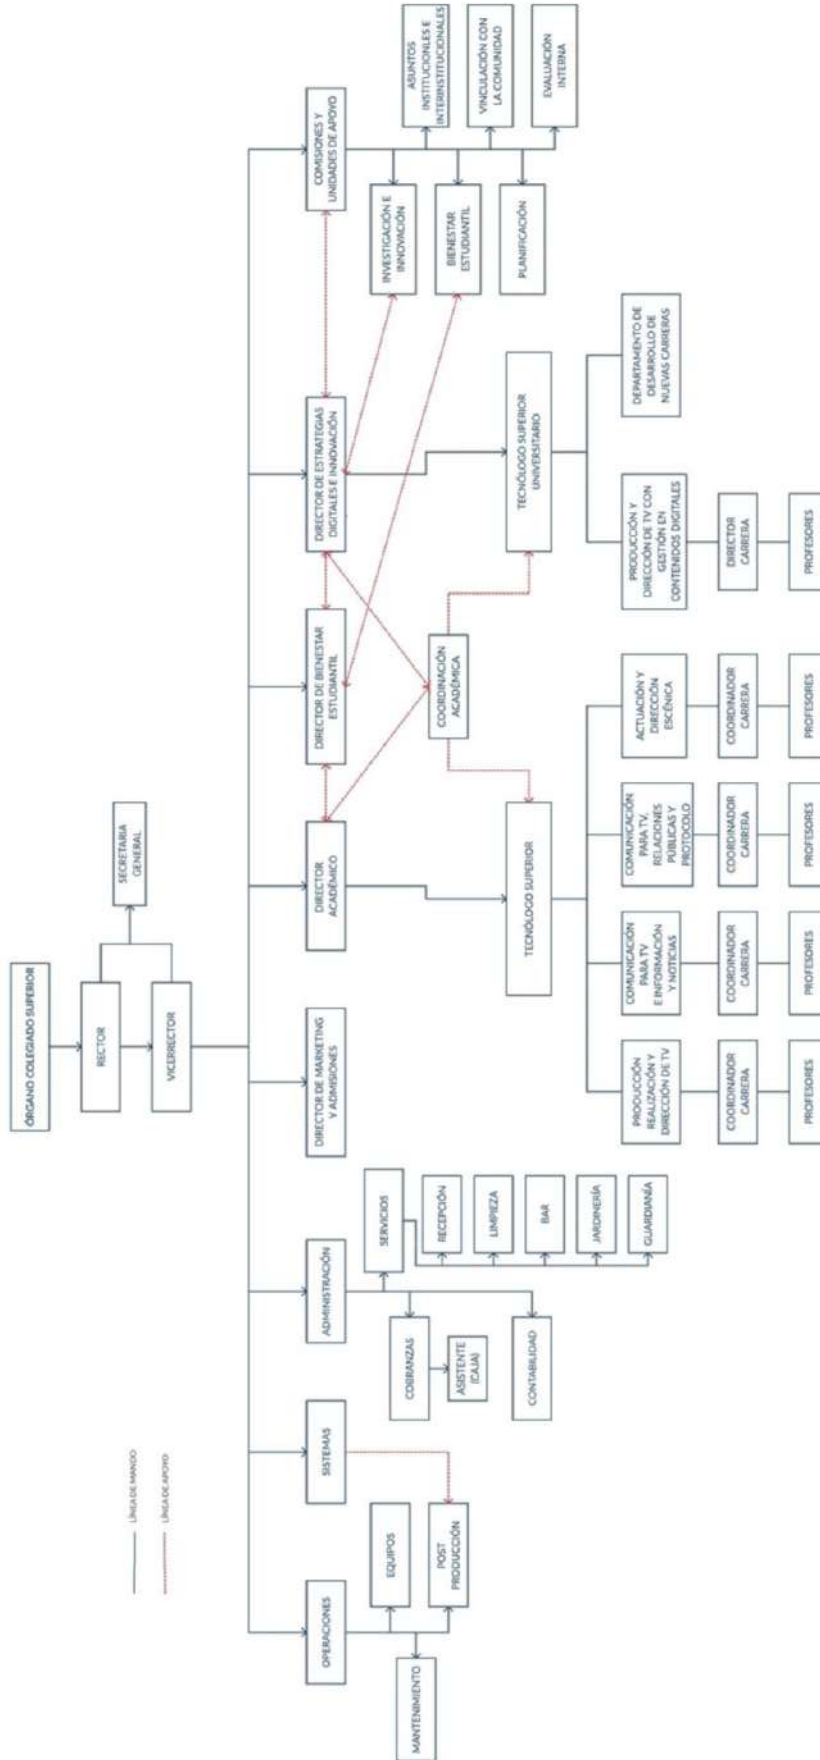 ÓRGANO COLEGIADO SUPERIOR
RECTOR
SECRETARIA
GENERAL
VICERRECTOR
LÍNEA DE MANDO
LÍNEA DE APOYO
OPERACIONES
SISTEMAS
ADMINISTRACIÓN
DIRECTOR DE MARKETING
Y ADMISIONES
DIRECTOR
ACADÉMICO
DIRECTOR DE BIENESTAR
ESTUDIANTIL
DIRECTOR DE ESTRATEGIAS
DIGITALES E INNOVACIÓN
COMISIONES Y
UNIDADES DE APOYO
MANTENIMIENTO
EQUIPOS
POST
PRODUCCIÓN
SERVICIOS
COBRANZAS
ASISTENTE
(CAJA)
CONTABILIDAD
RECEPCIÓN
LIMPIEZA
BAR
JARDINERÍA
GUARDIANÍA
COORDINACIÓN
ACADÉMICA
INVESTIGACIÓN E
INNOVACIÓN
ASUNTOS
INSTITUCIONLES E
INTERINSTITUCIONALES
BIENESTAR
ESTUDIANTIL
VINCULACIÓN CON
LA COMUNIDAD
PLANIFICACIÓN
EVALUACIÓN
INTERNA
TECNÓLOGO SUPERIOR
TECNÓLOGO SUPERIOR
UNIVERSITARIO
PRODUCCIÓN
REALIZACIÓN Y
DIRECCIÓN DE TV
COMUNICACIÓN
PARA TV
E INFORMACIÓN
Y NOTICIAS
COMUNICACIÓN
PARA TV,
RELACIONES
PÚBLICAS Y
PROTOCOLO
ACTUACIÓN Y
DIRECCIÓN
ESCÉNICA
PRODUCCIÓN Y
DIRECCIÓN DE TV CON
GESTIÓN EN
CONTENIDOS DIGITALES
DEPARTAMENTO DE
DESARROLLO DE
NUEVAS CARRERAS
COORDINADOR
CARRERA
COORDINADOR
CARRERA
COORDINADOR
CARRERA
COORDINADOR
CARRERA
DIRECTOR
CARRERA
PROFESORES
PROFESORES
PROFESORES
PROFESORES
PROFESORES